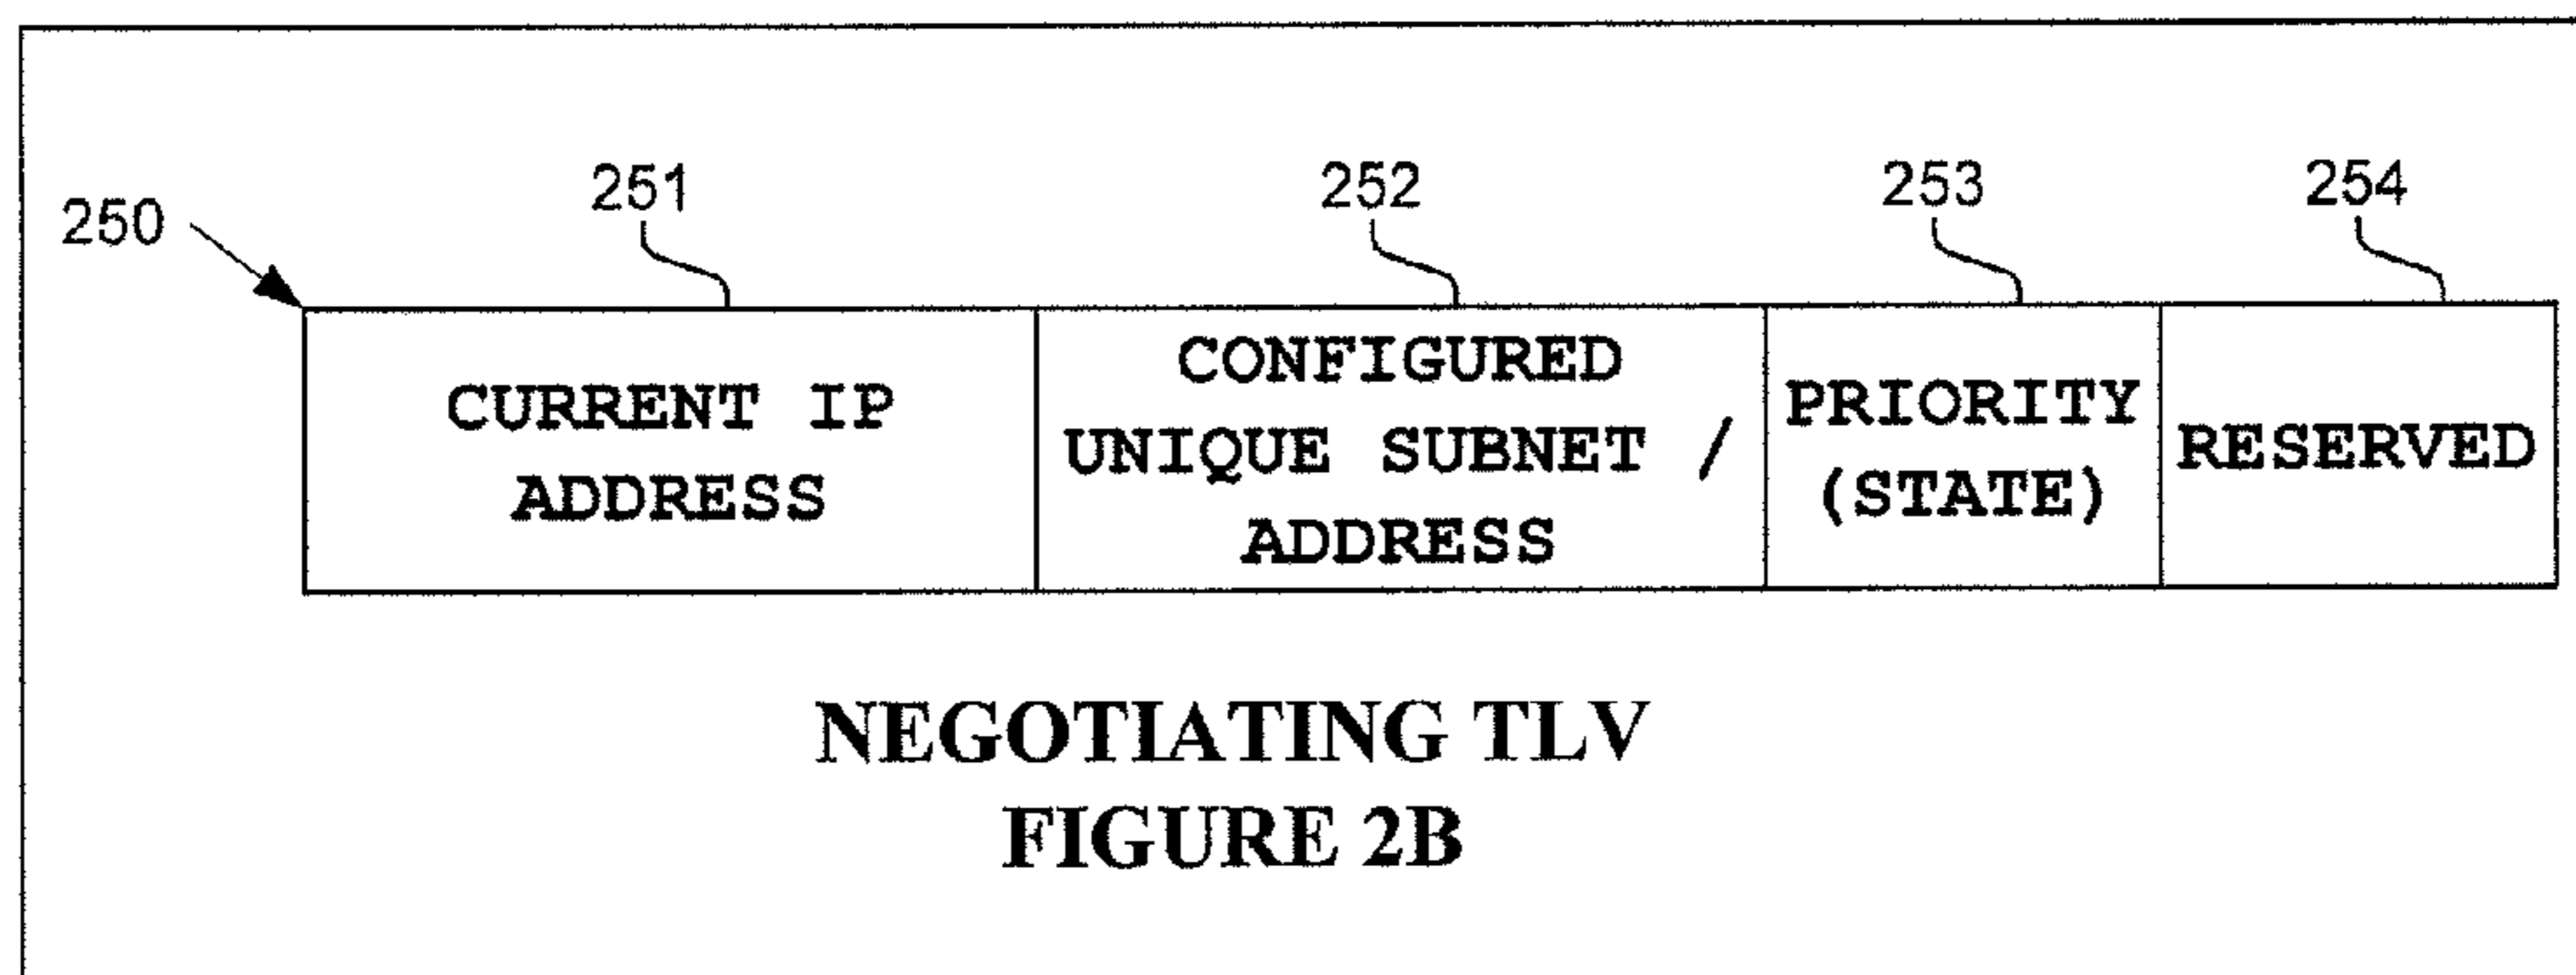 250
251
252
253
254
CURRENT IP
ADDRESS
CONFIGURED
UNIQUE SUBNET /
ADDRESS
PRIORITY
(STATE)
RESERVED
NEGOTIATING TLV
FIGURE 2B